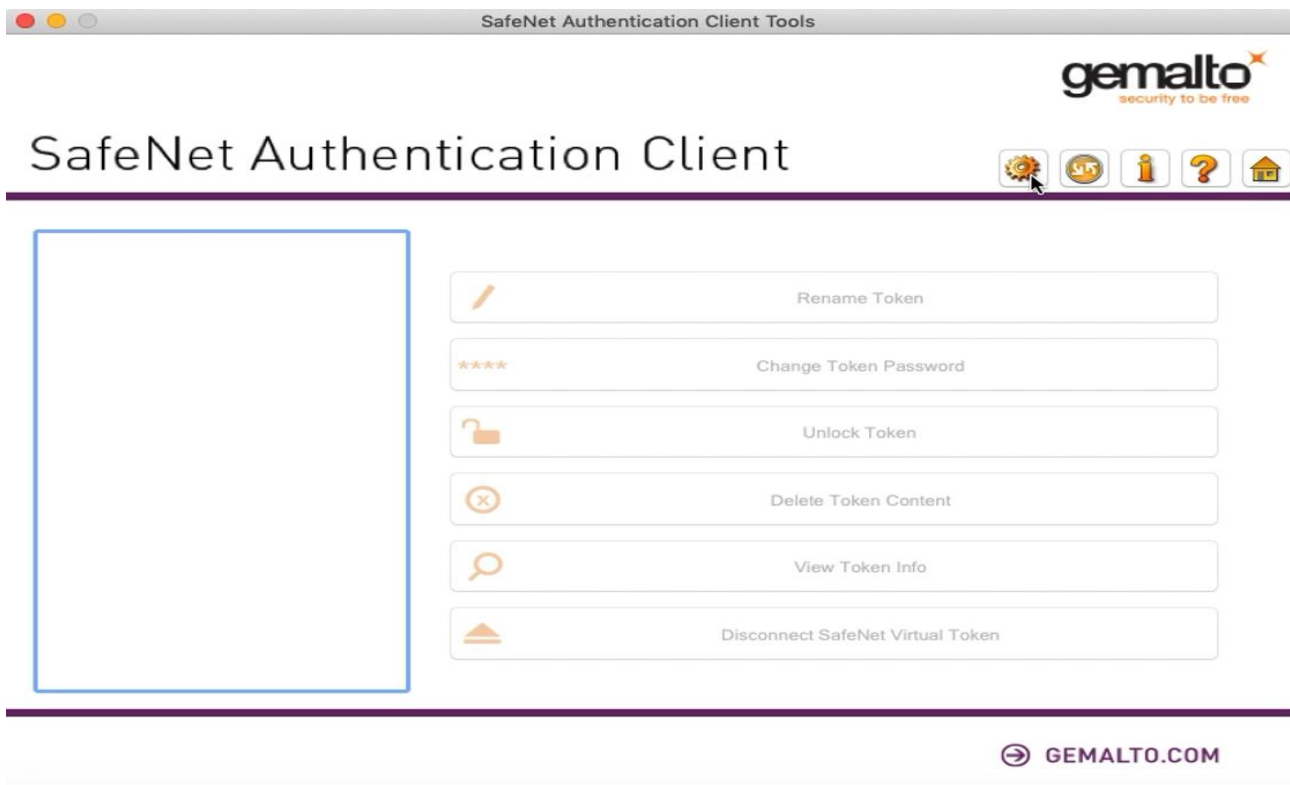 SafeNet Authentication Client Tools
gemalto
security to be free
SafeNet Authentication Client
Rename Token
**** Change Token Password
Unlock Token
Delete Token Content
View Token Info
Disconnect SafeNet Virtual Token
GEMALTO.COM